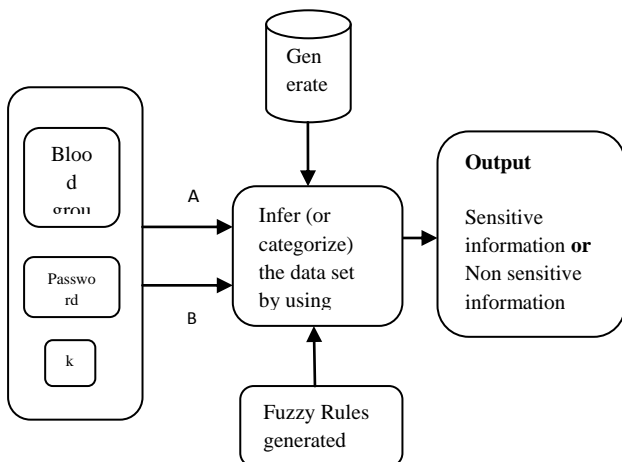 Gen
erate
Bloo
d
grou
Passwo
rd
k
A
B
Infer (or
categorize)
the data set
by using
Output
Sensitive
information or
Non sensitive
information
Fuzzy Rules
generated